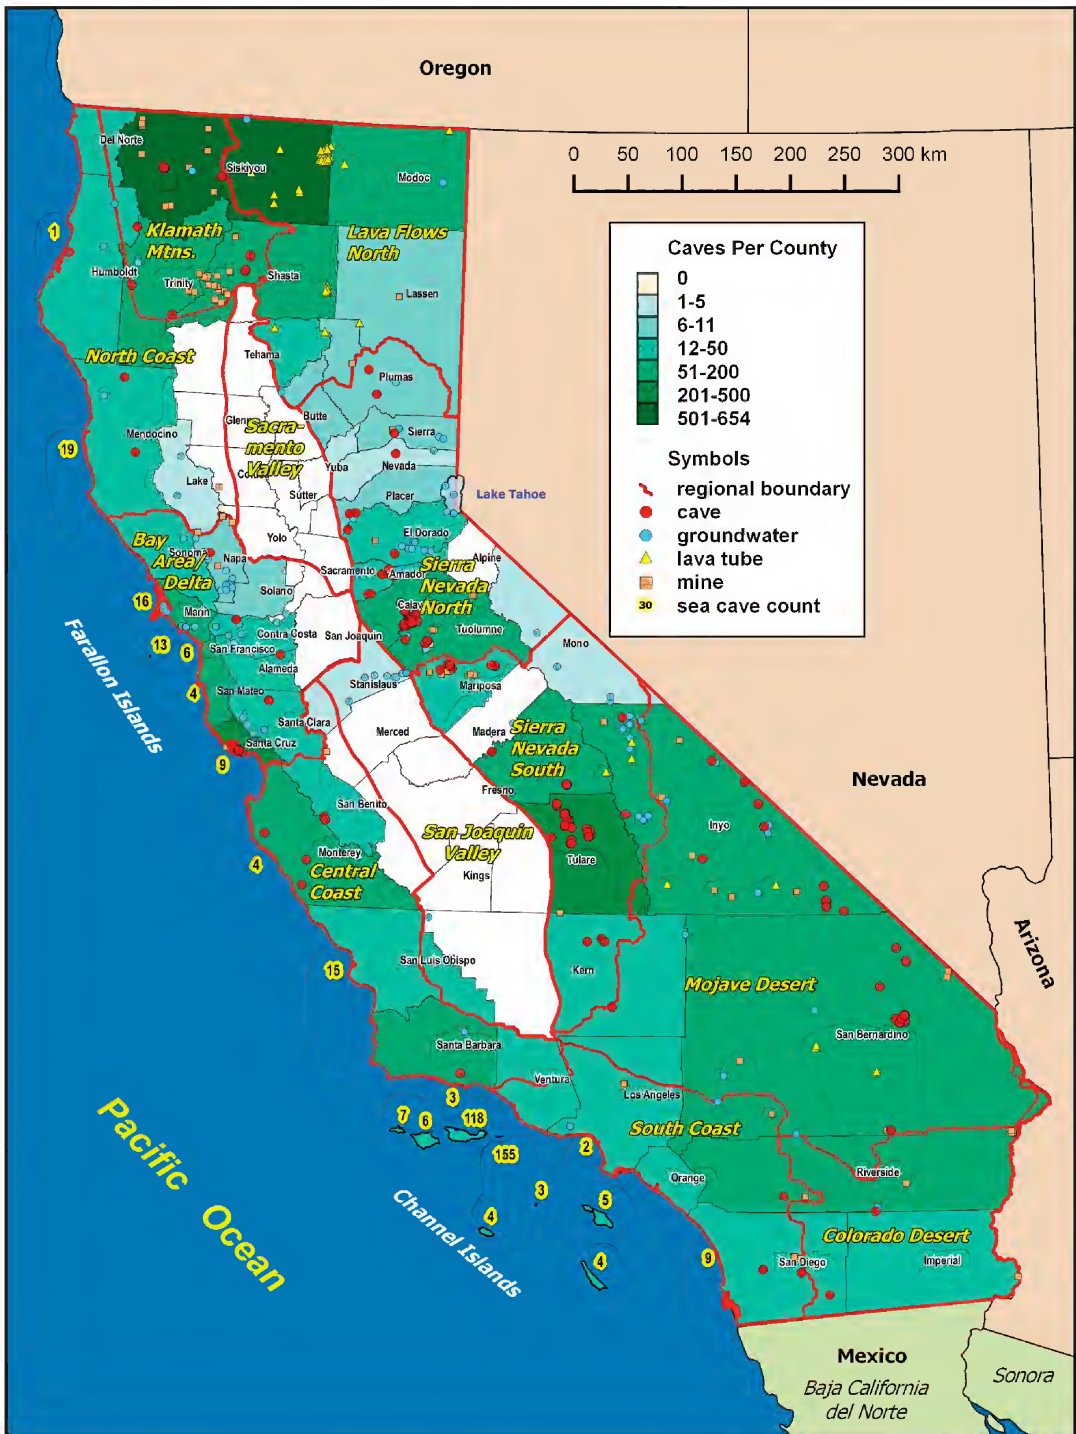 Oregon
0 50 100 150 200 250 300 km
Caves Per County
0
1-5
6-11
12-50
51-200
201-500
501-654
Symbols
regional boundary
cave
groundwater
lava tube
mine
30 sea cave count
Del Norte
Siskiyou
Modoc
1
Klamath
Mtns.
Lava Flows
North
Humboldt
Trinity
Shasta
Lassen
North Coast
Tehama
Plumas
Butte
Sacra-
mento
Valley
Sierra
19
Mendocino
Lake
Yuba
Nevada
Sutter
Placer
Lake Tahoe
Yolo
El Dorado
Bay
Area/
Delta
Napa
Alpine
Sacramento
Amador
Sierra
Nevada
North
Solano
16
Marin
Tuolumne
Contra Costa
San Joaquin
Mono
13
6
San Francisco
Alameda
Farallon Islands
4
San Mateo
Stanislaus
Mariposa
Santa Clara
Merced
Madera
Sierra
Nevada
South
Santa Cruz
9
Nevada
Fresno
San Benito
Inyo
San Joaquin
Valley
Monterey
Tulare
4
Central
Coast
Kings
Arizona
San Luis Obispo
15
Kern
Mojave Desert
San Bernardino
Santa Barbara
Ventura
Los Angeles
3
7
6
118
South Coast
2
155
Pacific Ocean
Riverside
Orange
3
5
4
Channel Islands
Colorado Desert
4
9
San Diego
Imperial
Mexico
Baja California
del Norte
Sonora